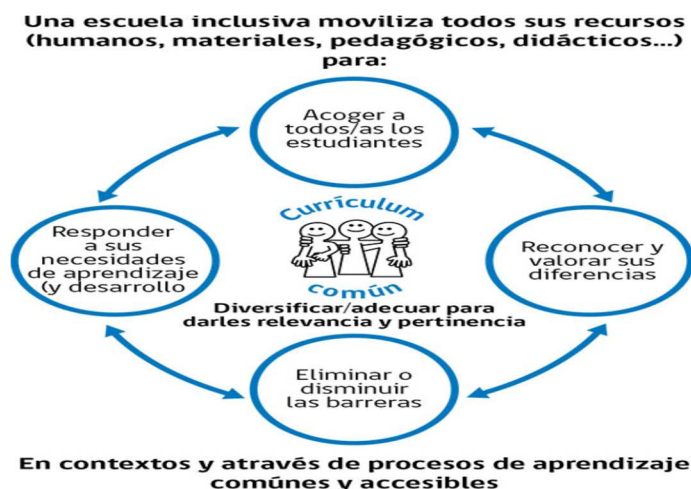 Una escuela inclusiva moviliza todos sus recursos
(humanos, materiales, pedagógicos, didácticos...)
para:
Acoger a
todos/as los
estudiantes
Responder
a sus
necesidades
de aprendizaje
(y desarrollo
Currículum
común
Reconocer y
valorar sus
diferencias
Diversificar/adecuar para
darles relevancia y pertinencia
Eliminar o
disminuir
las barreras
En contextos y através de procesos de aprendizaje
comúnes y accesibles